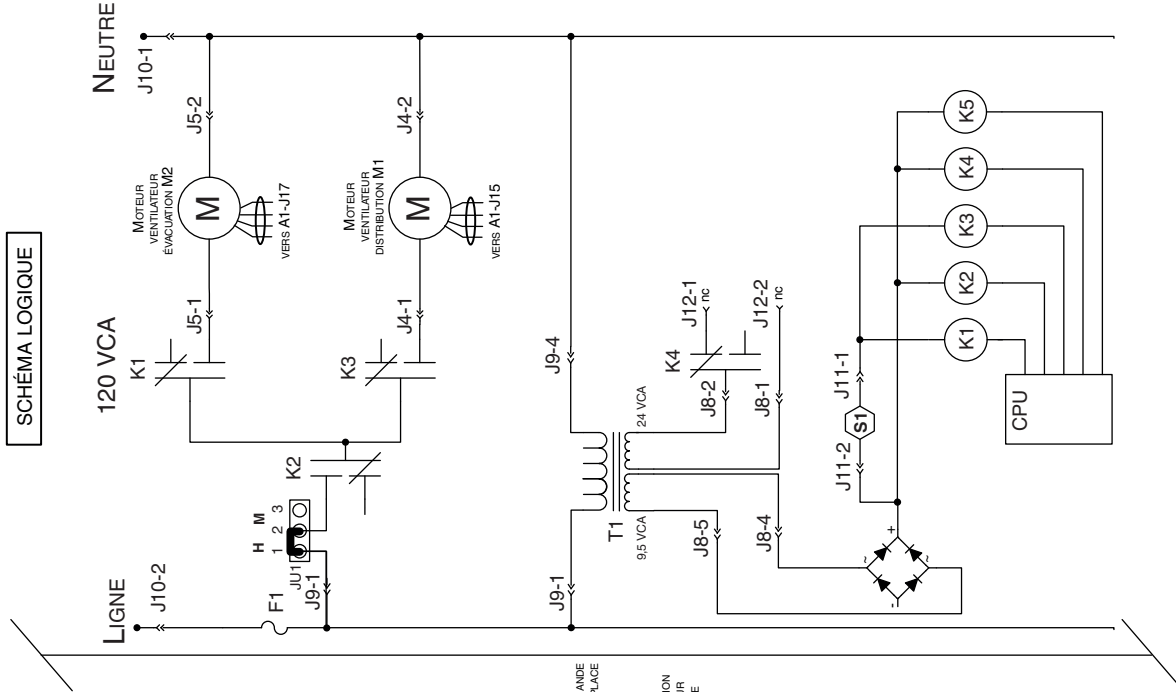 SCHÉMA LOGIQUE
120 VCA
LIGNE
J10-2
NEUTRE
J10-1
F1
J9-1
JU1
H M
1 2 3
K2
K1
J5-1
MOTEUR
VENTILATEUR
ÉVACUATION M2
M
VERS A1-J17
J5-2
K3
J4-1
MOTEUR
VENTILATEUR
DISTRIBUTION M1
M
VERS A1-J15
J4-2
J9-1
J9-4
T1
9,5 VCA
24 VCA
J8-5
J8-4
J8-2
J8-1
K4
J12-1
nc
J12-2
nc
~
+
-
~
J11-2
S1
J11-1
K1
K2
K3
K4
K5
CPU
ANDE
PLACE
ION
UR
E